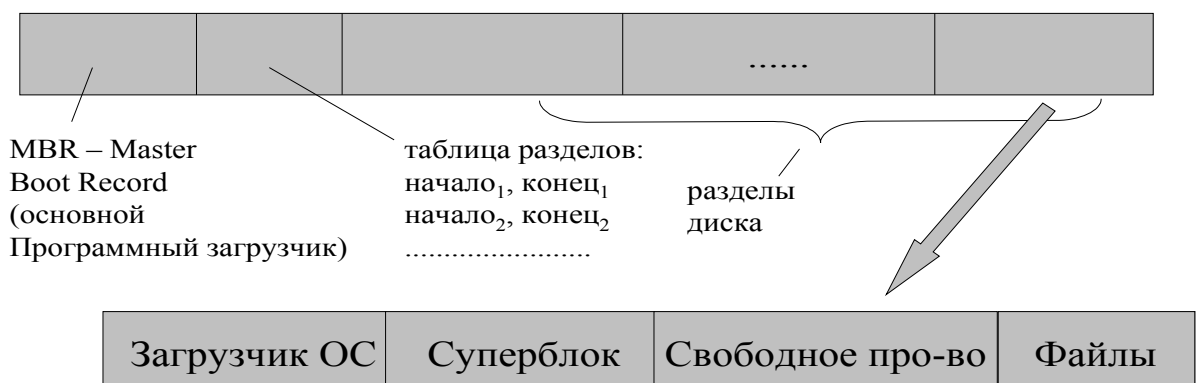 ......
MBR – Master
Boot Record
(основной
Программный загрузчик)
таблица разделов:
начало₁, конец₁
начало₂, конец₂
........................
разделы
диска
Загрузчик ОС
Суперблок
Свободное про-во
Файлы